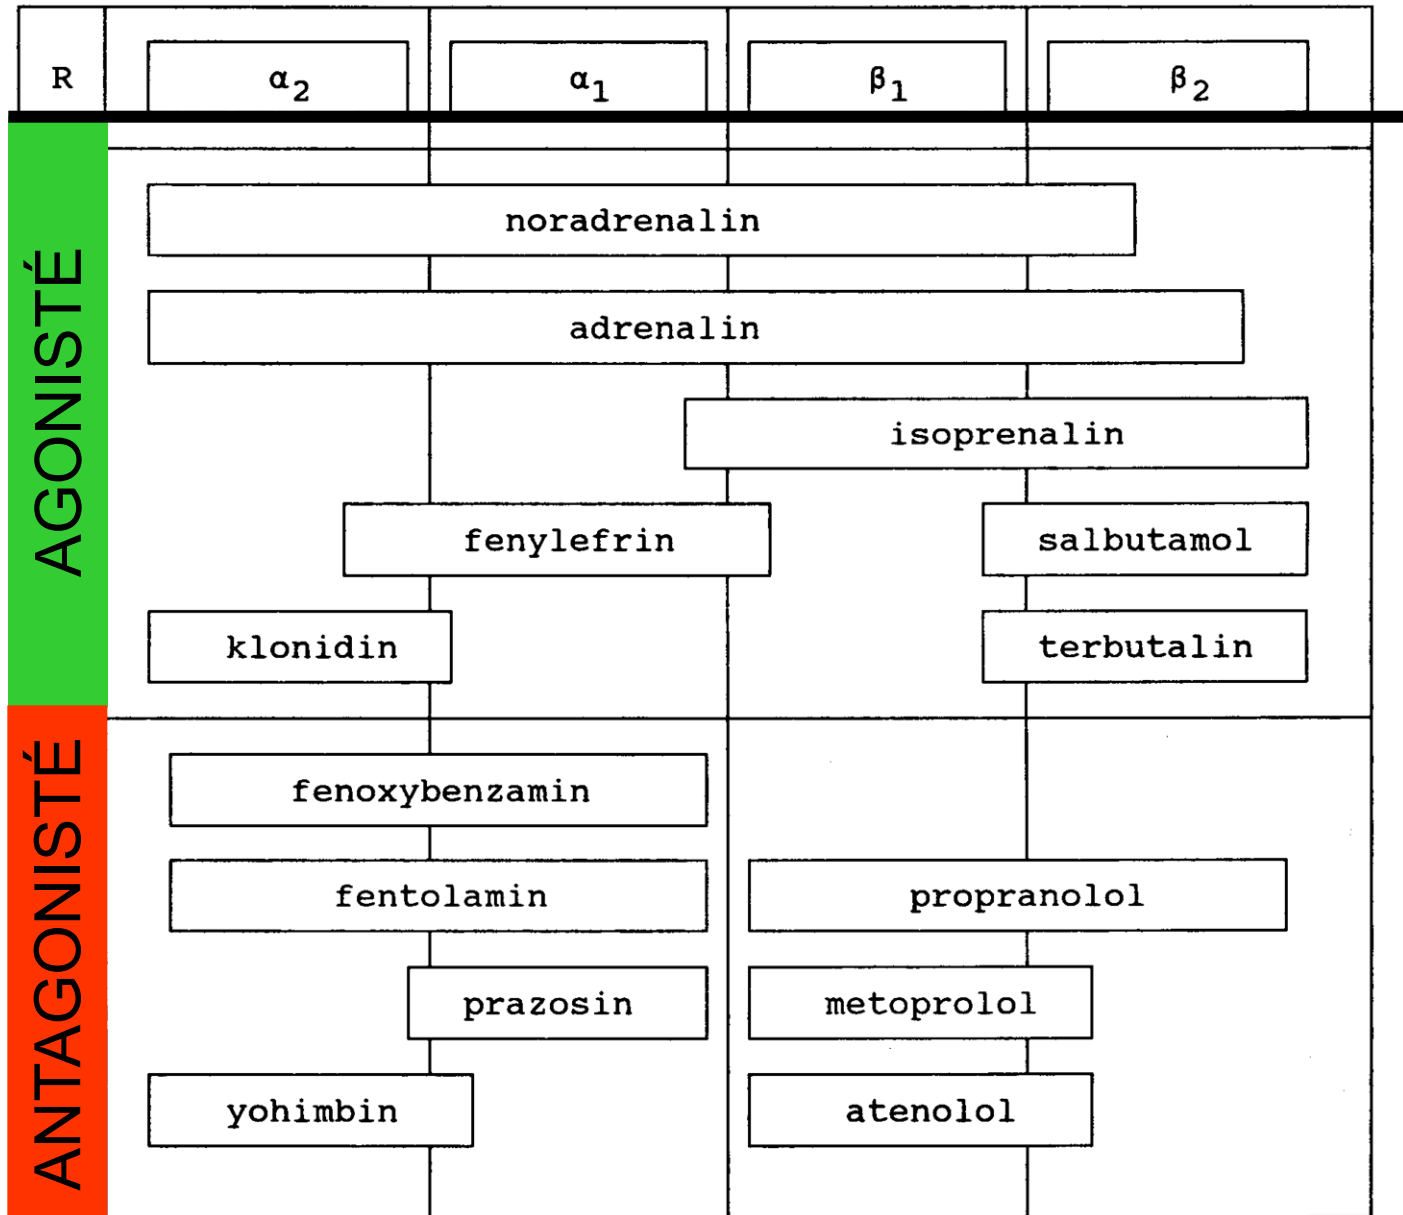 R α2 α1 β1 β2
AGONISTÉ
noradrenalin
adrenalin
isoprenalin
fenylefrin salbutamol
klonidin terbutalin
ANTAGONISTÉ
fenoxybenzamin
fentolamin propranolol
prazosin metoprolol
yohimbin atenolol